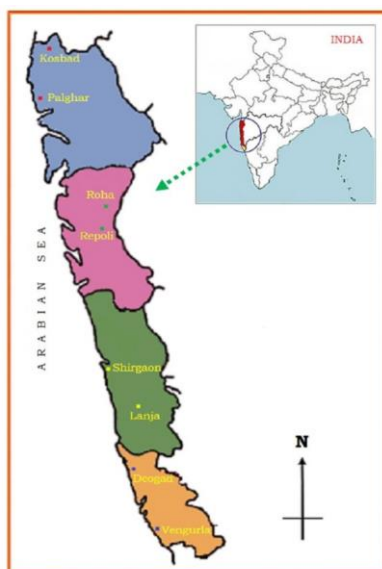 INDIA
Kosbad
Palghar
Roha
Repoli
ARABIAN SEA
Shirgaon
Lanja
N
Deogad
Vengurla